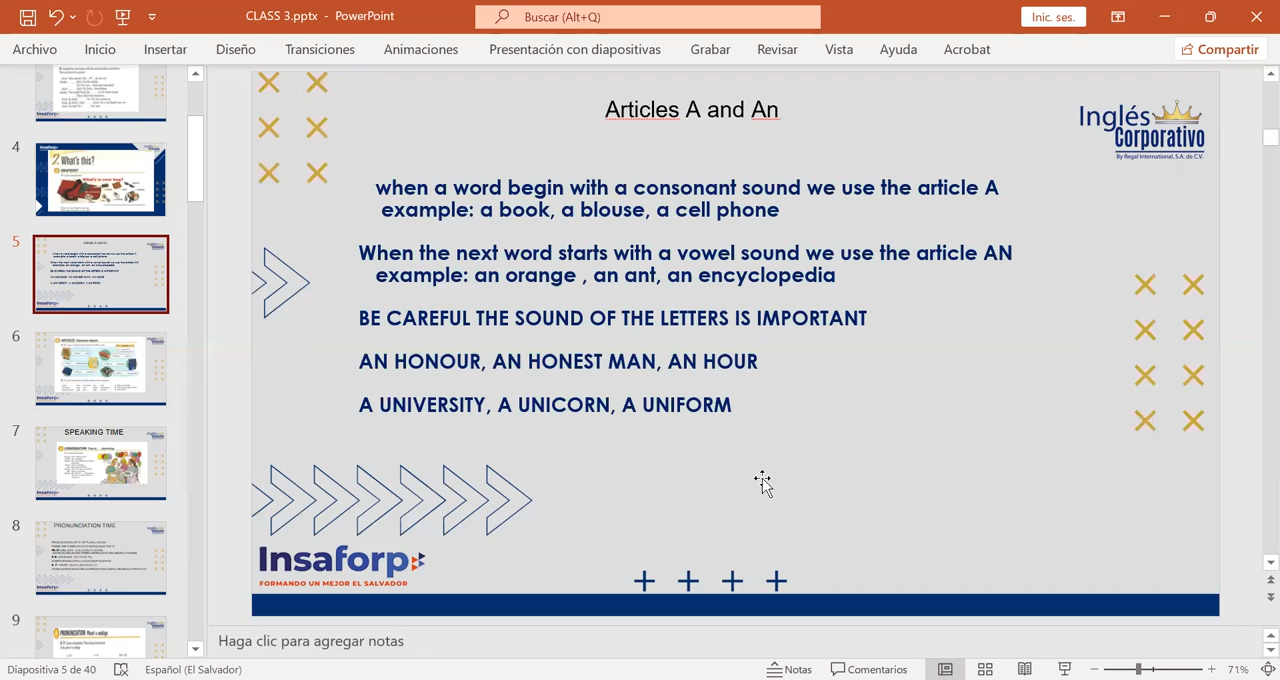 CLASS 3.pptx - PowerPoint
Buscar (Alt+Q)
Inic. ses.
Archivo
Inicio
Insertar
Diseño
Transiciones
Animaciones
Presentación con diapositivas
Grabar
Revisar
Vista
Ayuda
Acrobat
Compartir
4
What's this?
5
6
7
SPEAKING TIME
8
PRONUNCIATION TIME
9
Articles A and An
Inglés
Corporativo
By Regal International, S.A. de C.V.
when a word begin with a consonant sound we use the article A
example: a book, a blouse, a cell phone
When the next word starts with a vowel sound we use the article AN
example: an orange , an ant, an encyclopedia
BE CAREFUL THE SOUND OF THE LETTERS IS IMPORTANT
AN HONOUR, AN HONEST MAN, AN HOUR
A UNIVERSITY, A UNICORN, A UNIFORM
Insaforp
FORMANDO UN MEJOR EL SALVADOR
Haga clic para agregar notas
Diapositiva 5 de 40
Español (El Salvador)
Notas
Comentarios
71%